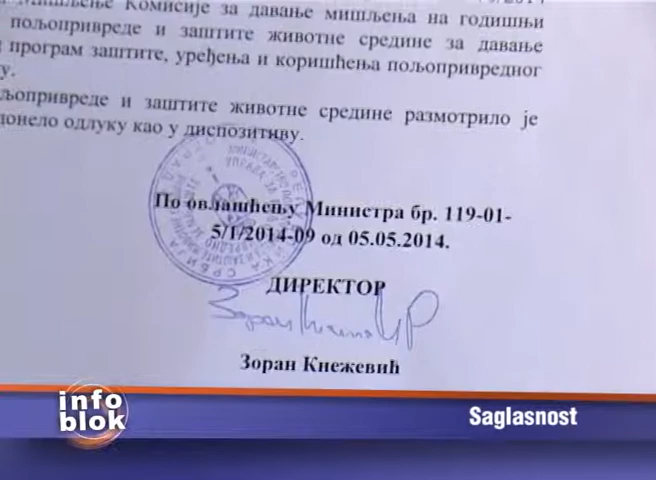 Мишљење Комисије за давање мишљења на годишњи
пољопривреде и заштите животне средине за давање
програм заштите, уређења и коришћења пољопривредног
у.
љопривреде и заштите животне средине размотрило је
донело одлуку као у диспозитиву.
По овлашћењу Министра бр. 119-01-
5/1/2014-09 од 05.05.2014.
ДИРЕКТОР
Зоран Кнежевић
info
blok
Saglasnost